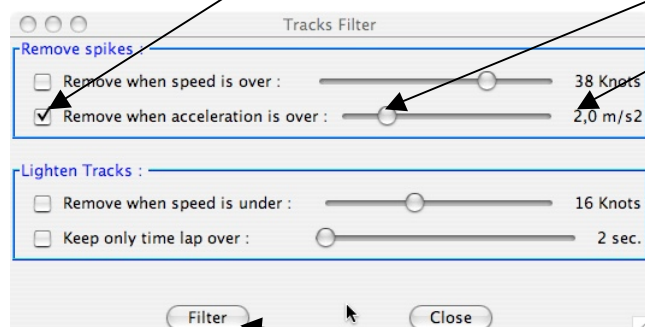 Tracks Filter
Remove spikes :
Remove when speed is over : 38 Knots
Remove when acceleration is over : 2,0 m/s2
Lighten Tracks :
Remove when speed is under : 16 Knots
Keep only time lap over : 2 sec.
Filter Close